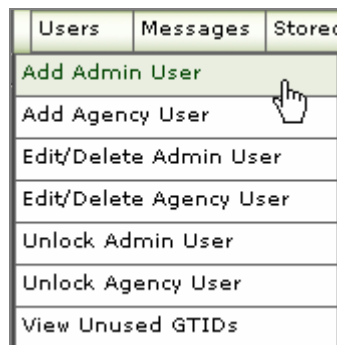 Users Messages Stored
Add Admin User
Add Agency User
Edit/Delete Admin User
Edit/Delete Agency User
Unlock Admin User
Unlock Agency User
View Unused GTIDs